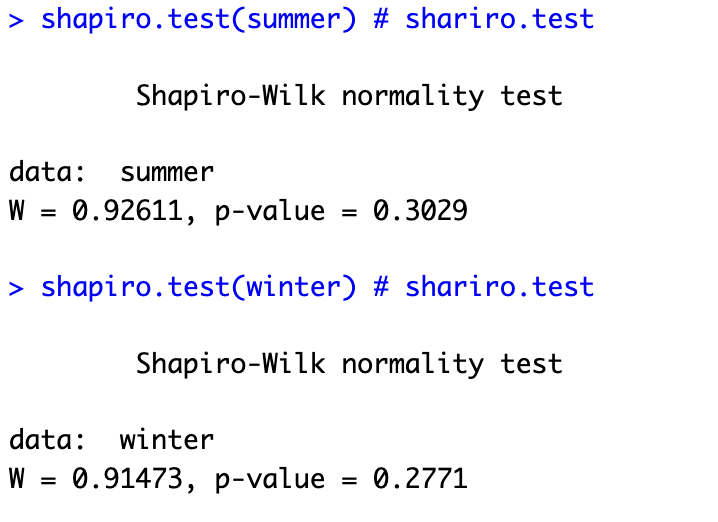 > shapiro.test(summer) # shariro.test
Shapiro-Wilk normality test
data:  summer
W = 0.92611, p-value = 0.3029
> shapiro.test(winter) # shariro.test
Shapiro-Wilk normality test
data:  winter
W = 0.91473, p-value = 0.2771